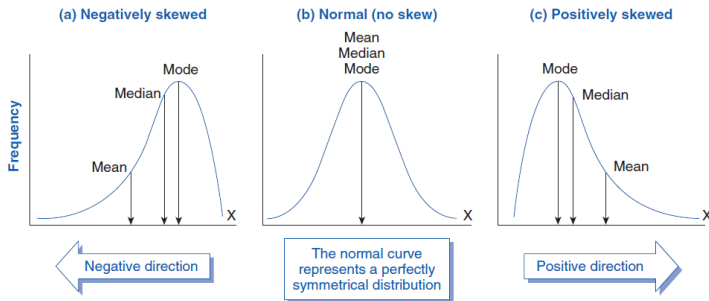 (a) Negatively skewed
(b) Normal (no skew)
(c) Positively skewed
Frequency
Mean
Median
Mode
X
Mean
Median
Mode
X
Mode
Median
Mean
X
Negative direction
The normal curve
represents a perfectly
symmetrical distribution
Positive direction